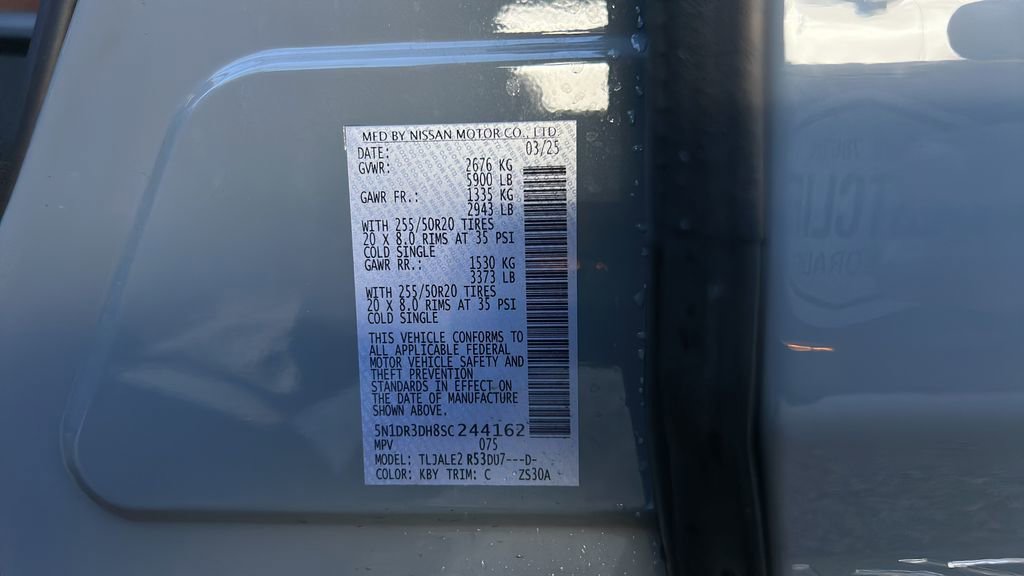 MFD BY NISSAN MOTOR CO., LTD
DATE: 03/25
GVWR: 2676 KG
5900 LB
GAWR FR.: 1335 KG
2943 LB
WITH 255/50R20 TIRES
20 X 8.0 RIMS AT 35 PSI
COLD SINGLE
GAWR RR.: 1530 KG
3373 LB
WITH 255/50R20 TIRES
20 X 8.0 RIMS AT 35 PSI
COLD SINGLE
THIS VEHICLE CONFORMS TO
ALL APPLICABLE FEDERAL
MOTOR VEHICLE SAFETY AND
THEFT PREVENTION
STANDARDS IN EFFECT ON
THE DATE OF MANUFACTURE
SHOWN ABOVE.
5N1DR3DH8SC244162
MPV 075
MODEL: TLJALE2 R53DU7---D-
COLOR: KBY TRIM: C ZS30A